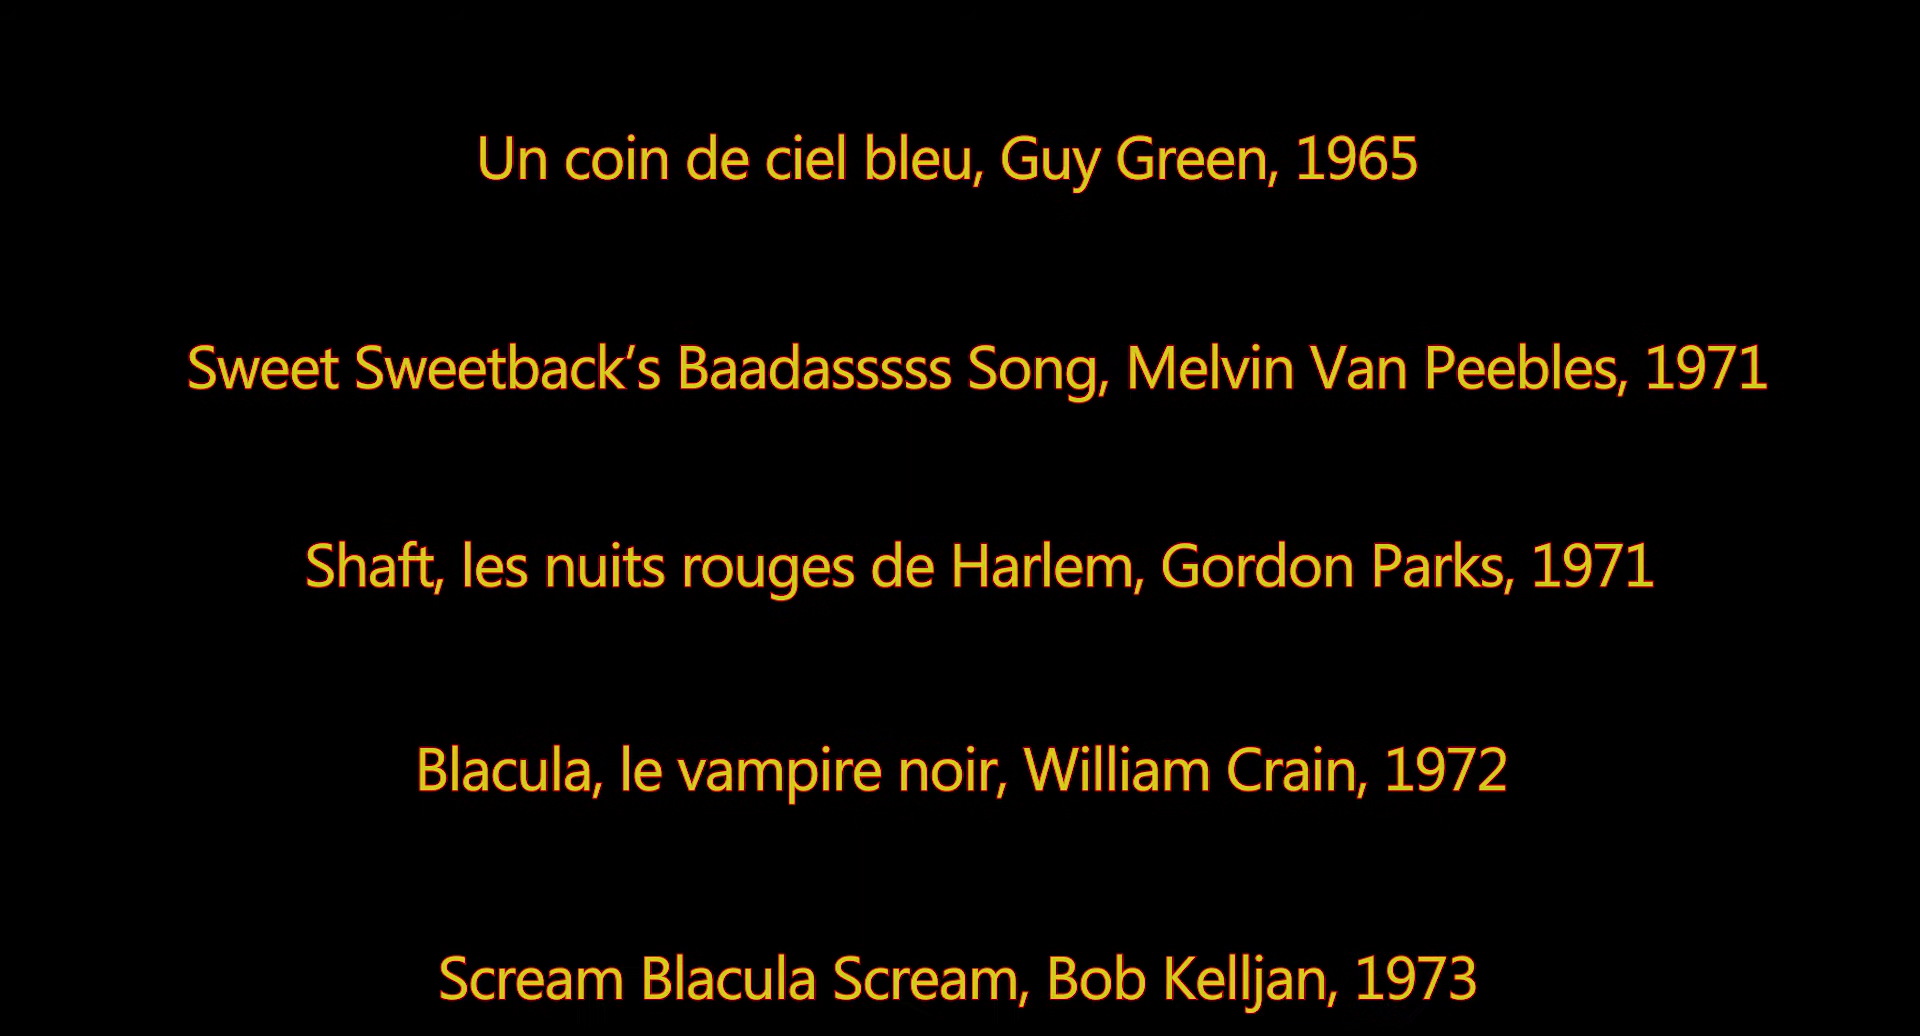 Un coin de ciel bleu, Guy Green, 1965
Sweet Sweetback’s Baadasssss Song, Melvin Van Peebles, 1971
Shaft, les nuits rouges de Harlem, Gordon Parks, 1971
Blacula, le vampire noir, William Crain, 1972
Scream Blacula Scream, Bob Kelljan, 1973